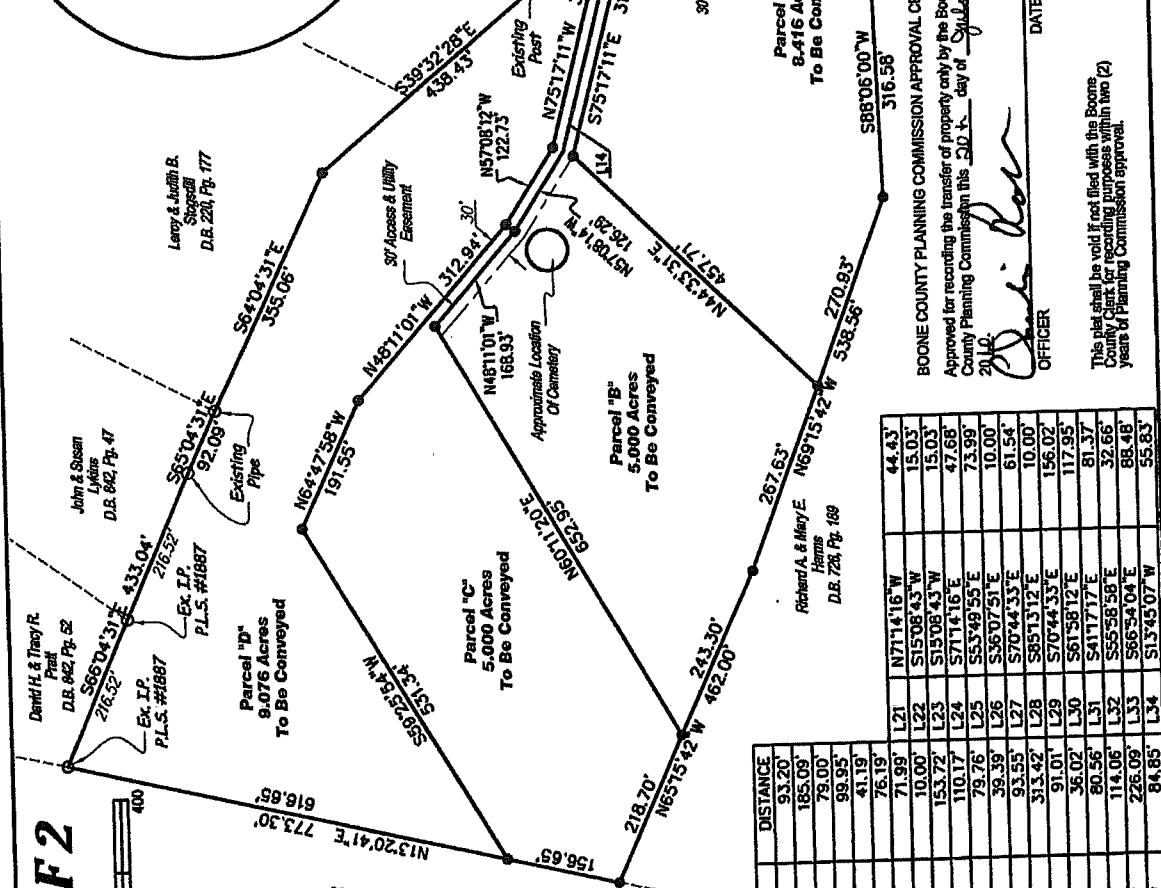 F 2
400
David H. & Tracy R.
Pratt
D.B. 842, Pg. 52
Ex. I.P.
P.L.S. #1887
S66°04'31"E 433.04'
216.52'
216.52'
Ex. I.P.
P.L.S. #1887
John & Susan
Lykins
D.B. 842, Pg. 47
S65°04'31"E
92.09'
Existing
Pipe
S64°04'31"E
355.06'
Leroy & Judith B.
Stogsdill
D.B. 220, Pg. 177
S39°32'28"E
438.43'
Existing
Post
30' Access & Utility
Easement
30'
N75°17'11"W
S75°17'11"E
N57°08'12"W
122.73'
L14
N57°08'14"W
126.29'
N48°11'01"W 312.94'
N48°11'01"W
168.93'
Approximate Location
Of Cemetery
N64°47'58"W
191.55'
Parcel "D"
9.076 Acres
To Be Conveyed
S59°25'54"W
531.34'
Parcel "C"
5.000 Acres
To Be Conveyed
N60°11'20"E
652.95'
Parcel "B"
5.000 Acres
To Be Conveyed
N44°33'31"E
457.71'
Parcel
8.416 Ac
To Be Con
S88°06'00"W
316.58'
616.65'
773.30'
N13°20'41"E
156.65'
218.70'
N65°15'42"W
243.30'
462.00'
267.63'
N69°15'42"W
270.93'
538.56'
Richard A. & Mary E.
Harms
D.B. 728, Pg. 189
DISTANCE
93.20'
185.09'
79.00'
99.95'
41.19'
76.19'
71.99' L21 N71°14'16"W 44.43'
10.00' L22 S15°08'43"W 15.03'
153.72' L23 S15°08'43"W 15.03'
110.17' L24 S71°14'16"E 47.68'
79.76' L25 S53°49'55"E 73.99'
39.39' L26 S36°07'51"E 10.00'
93.55' L27 S70°44'33"E 61.54'
313.42' L28 S85°13'12"E 10.00'
91.01' L29 S70°44'33"E 156.02'
36.02' L30 S61°58'12"E 117.95'
80.56' L31 S41°17'17"E 81.37'
114.06' L32 S55°58'58"E 32.66'
226.09' L33 S66°54'04"E 88.48'
84.85' L34 S13°45'07"W 55.83'
BOONE COUNTY PLANNING COMMISSION APPROVAL CE
Approved for recording the transfer of property only by the Boo
County Planning Commission this 20th day of July
2010.
OFFICER
DATE
This plat shall be void if not filed with the Boone
County Clerk for recording purposes within two (2)
years of Planning Commission approval.